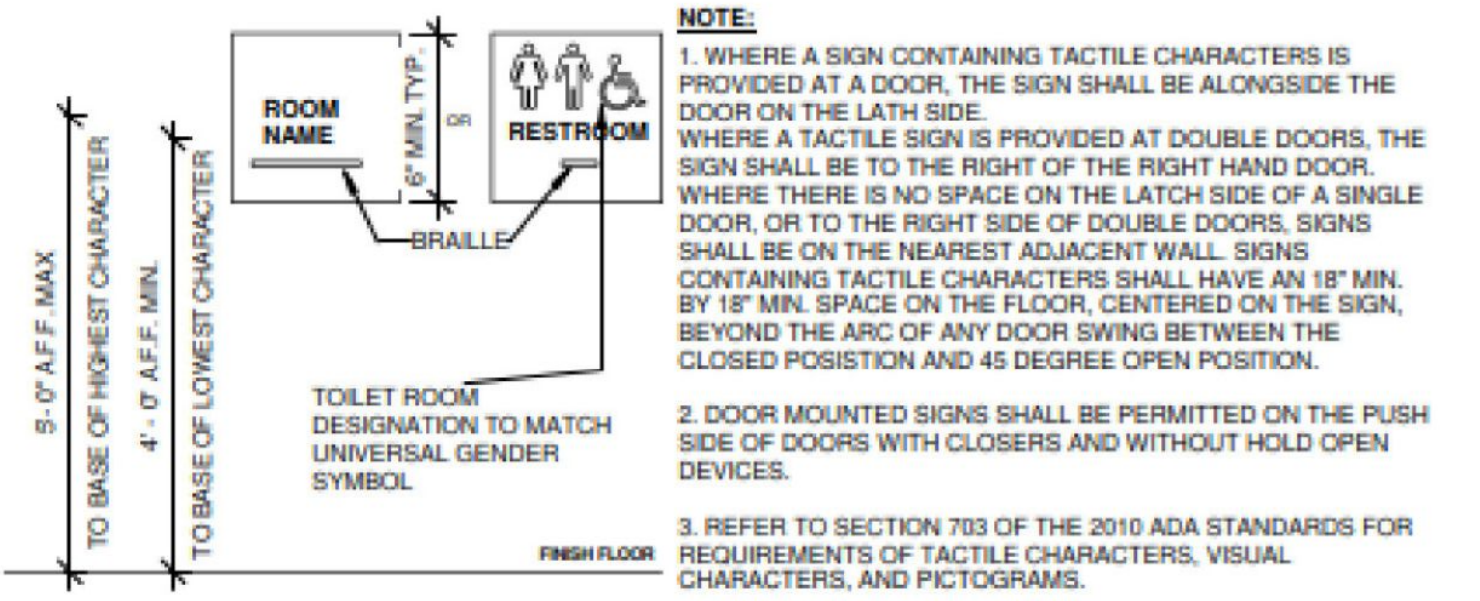 5'- 0" A.F.F. MAX
TO BASE OF HIGHEST CHARACTER
4' - 0" A.F.F. MIN.
TO BASE OF LOWEST CHARACTER
ROOM
NAME
6" MIN. TYP.
OR
RESTROOM
BRAILLE
TOILET ROOM
DESIGNATION TO MATCH
UNIVERSAL GENDER
SYMBOL
FINISH FLOOR
NOTE:
1. WHERE A SIGN CONTAINING TACTILE CHARACTERS IS
PROVIDED AT A DOOR, THE SIGN SHALL BE ALONGSIDE THE
DOOR ON THE LATH SIDE.
WHERE A TACTILE SIGN IS PROVIDED AT DOUBLE DOORS, THE
SIGN SHALL BE TO THE RIGHT OF THE RIGHT HAND DOOR.
WHERE THERE IS NO SPACE ON THE LATCH SIDE OF A SINGLE
DOOR, OR TO THE RIGHT SIDE OF DOUBLE DOORS, SIGNS
SHALL BE ON THE NEAREST ADJACENT WALL. SIGNS
CONTAINING TACTILE CHARACTERS SHALL HAVE AN 18" MIN.
BY 18" MIN. SPACE ON THE FLOOR, CENTERED ON THE SIGN,
BEYOND THE ARC OF ANY DOOR SWING BETWEEN THE
CLOSED POSISTION AND 45 DEGREE OPEN POSITION.
2. DOOR MOUNTED SIGNS SHALL BE PERMITTED ON THE PUSH
SIDE OF DOORS WITH CLOSERS AND WITHOUT HOLD OPEN
DEVICES.
3. REFER TO SECTION 703 OF THE 2010 ADA STANDARDS FOR
REQUIREMENTS OF TACTILE CHARACTERS, VISUAL
CHARACTERS, AND PICTOGRAMS.